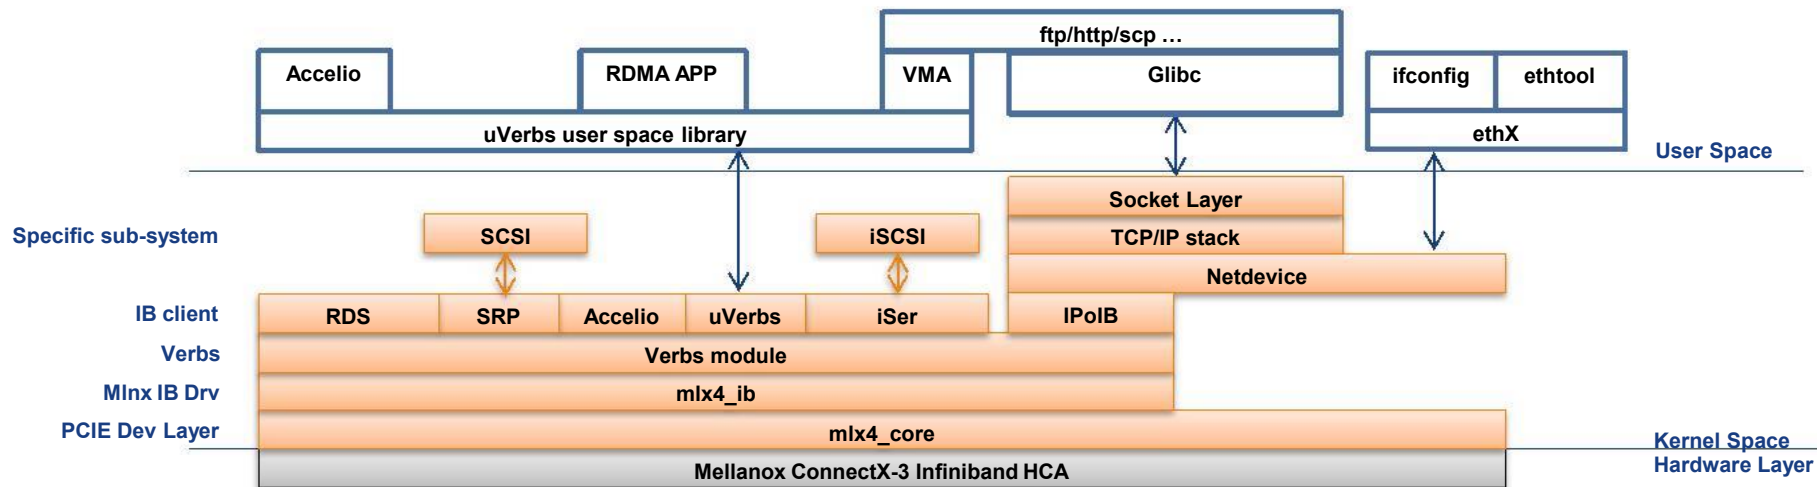 ftp/http/scp ...
Accelio
RDMA APP
VMA
Glibc
ifconfig
ethtool
uVerbs user space library
ethX
User Space
Socket Layer
Specific sub-system
SCSI
iSCSI
TCP/IP stack
Netdevice
IB client
RDS
SRP
Accelio
uVerbs
iSer
IPoIB
Verbs
Verbs module
Mlnx IB Drv
mlx4_ib
PCIE Dev Layer
mlx4_core
Kernel Space
Hardware Layer
Mellanox ConnectX-3 Infiniband HCA